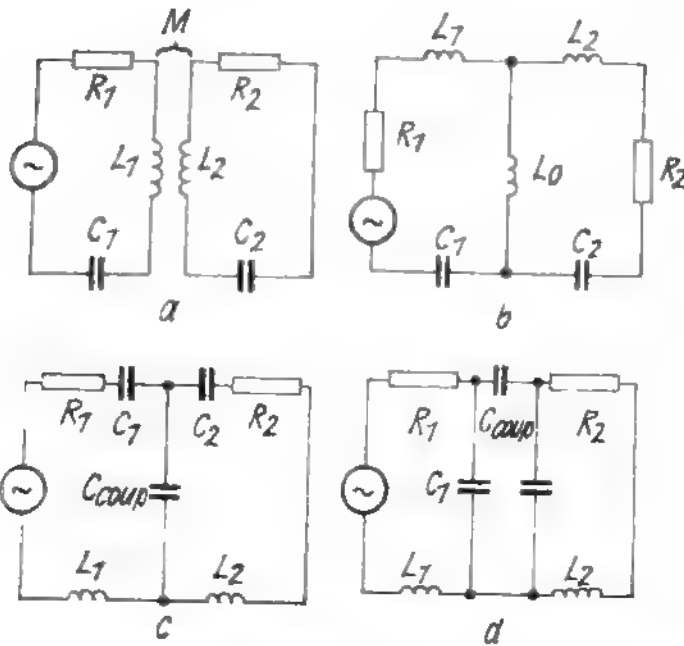 M
R1 R2
L1 L2
C1 C2
a
L1 L2
R1 L0 R2
C1 C2
b
R1 C1 C2 R2
Ccoup
L1 L2
c
R1 Ccoup R2
C1
L1 L2
d